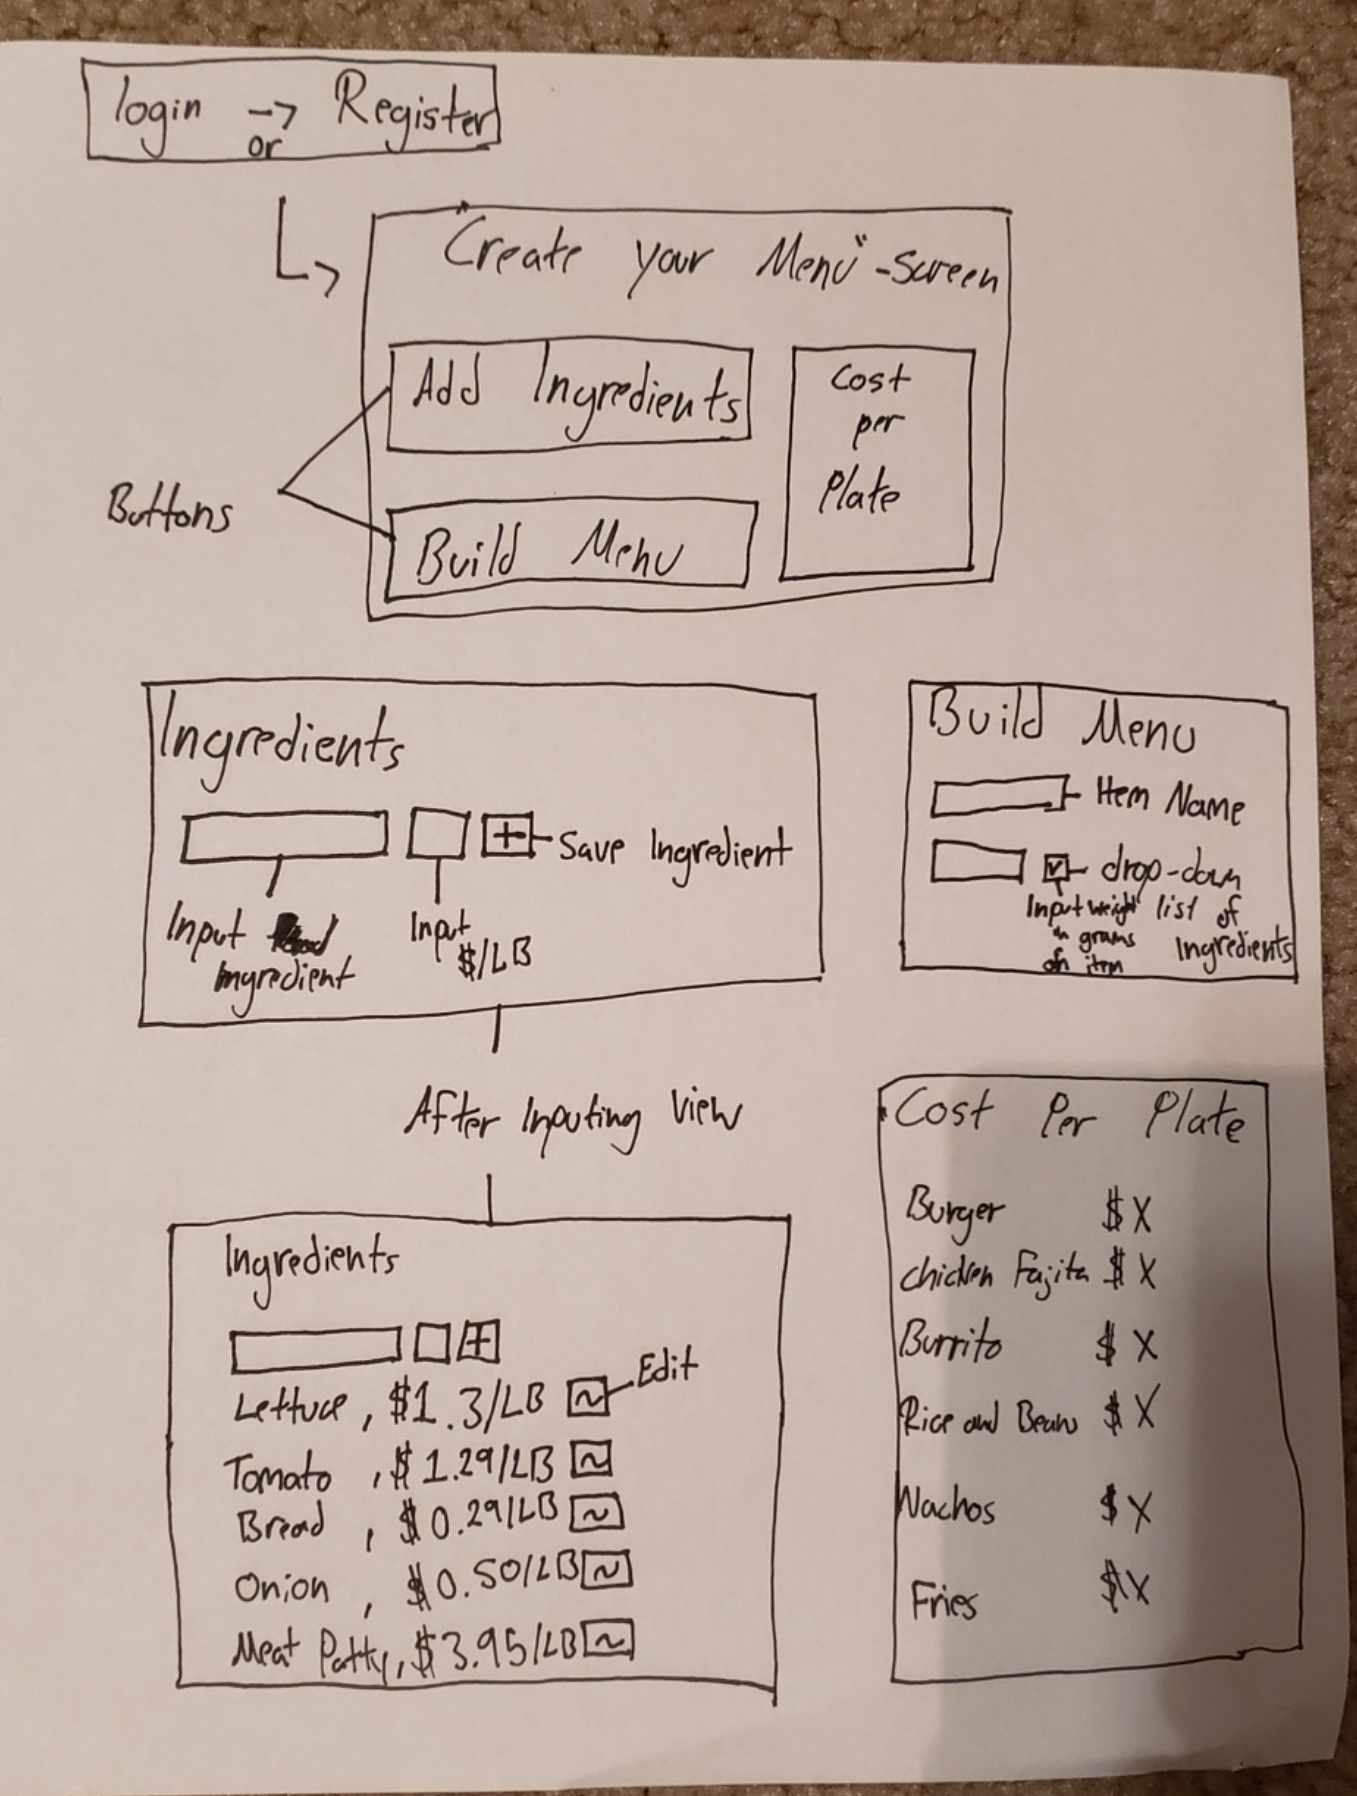 login -> Register
or
"Create your Menu"-Screen
Add Ingredients
Cost
per
Plate
Buttons
Build Menu
Ingredients
+ Save Ingredient
Input
ingredient
Input
$/LB
Build Menu
Item Name
drop-down
list of
Ingredients
Input weight
in grams
of item
After Inputing View
Ingredients
+
Edit
Lettuce, $1.3/LB ~
Tomato, $1.29/LB ~
Bread, $0.29/LB ~
Onion, $0.50/LB ~
Meat Patty, $3.95/LB ~
Cost Per Plate
Burger $X
Chicken Fajita $X
Burrito $X
Rice and Beans $X
Nachos $X
Fries $X